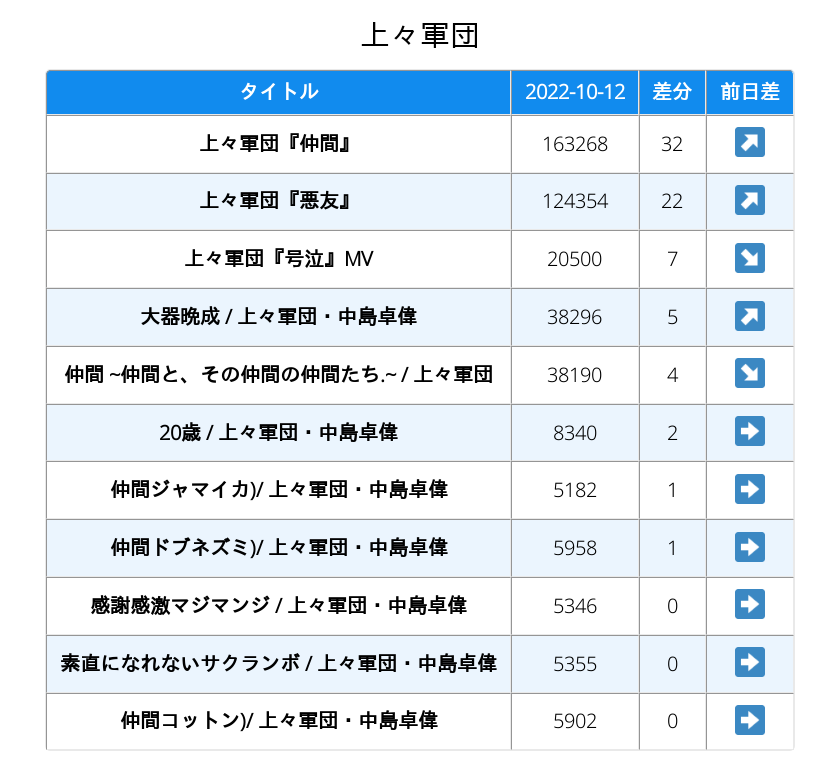 上々軍団
タイトル 2022-10-12 差分 前日差
上々軍団『仲間』 163268 32 ↗
上々軍団『悪友』 124354 22 ↗
上々軍団『号泣』MV 20500 7 ↘
大器晩成 / 上々軍団・中島卓偉 38296 5 ↗
仲間 ~仲間と、その仲間の仲間たち.~ / 上々軍団 38190 4 ↘
20歳 / 上々軍団・中島卓偉 8340 2 ➡
仲間ジャマイカ)/ 上々軍団・中島卓偉 5182 1 ➡
仲間ドブネズミ)/ 上々軍団・中島卓偉 5958 1 ➡
感謝感激マジマンジ / 上々軍団・中島卓偉 5346 0 ➡
素直になれないサクランボ / 上々軍団・中島卓偉 5355 0 ➡
仲間コットン)/ 上々軍団・中島卓偉 5902 0 ➡